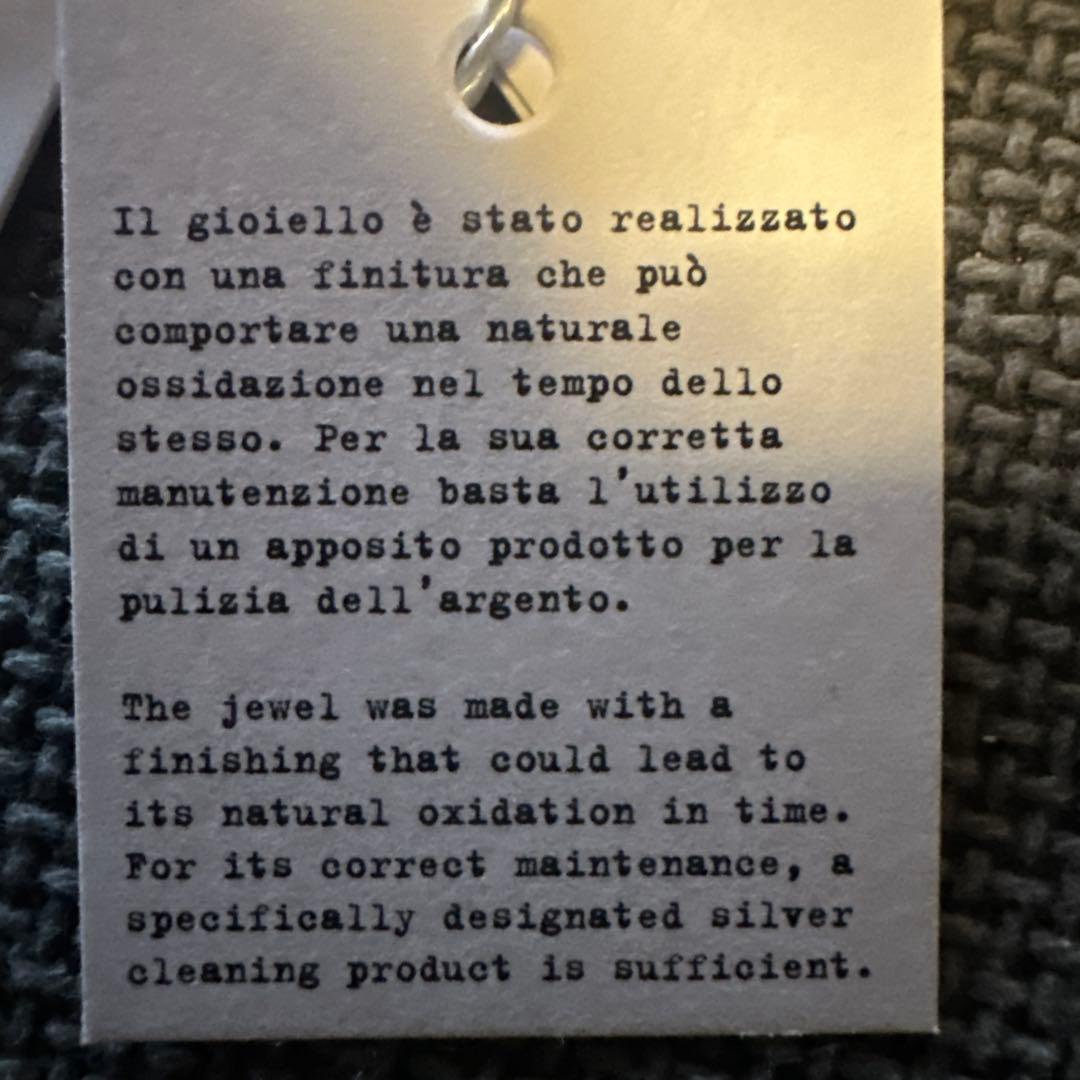 Il gioiello è stato realizzato
con una finitura che può
comportare una naturale
ossidazione nel tempo dello
stesso. Per la sua corretta
manutenzione basta l'utilizzo
di un apposito prodotto per la
pulizia dell'argento.
The jewel was made with a
finishing that could lead to
its natural oxidation in time.
For its correct maintenance, a
specifically designated silver
cleaning product is sufficient.